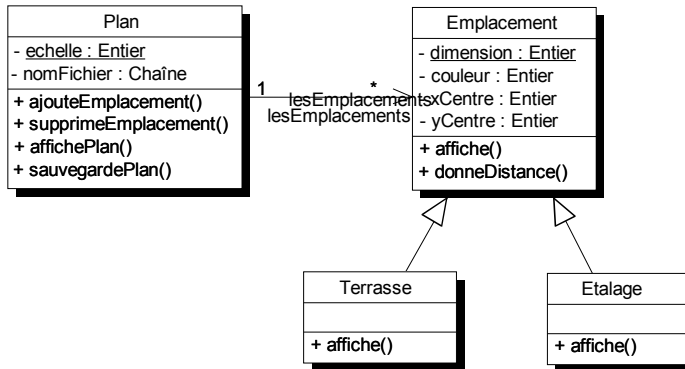 Plan
- echelle : Entier
- nomFichier : Chaîne
+ ajouteEmplacement()
+ supprimeEmplacement()
+ affichePlan()
+ sauvegardePlan()
1
*
lesEmplacements
lesEmplacements
Emplacement
- dimension : Entier
- couleur : Entier
- xCentre : Entier
- yCentre : Entier
+ affiche()
+ donneDistance()
Terrasse
+ affiche()
Etalage
+ affiche()